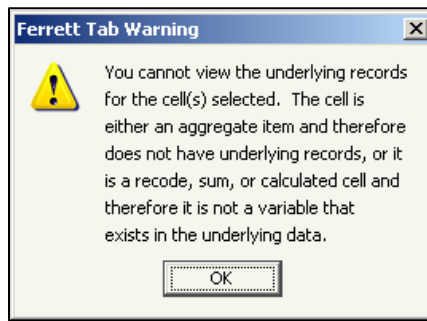 Ferrett Tab Warning
You cannot view the underlying records
for the cell(s) selected. The cell is
either an aggregate item and therefore
does not have underlying records, or it
is a recode, sum, or calculated cell and
therefore it is not a variable that
exists in the underlying data.
OK